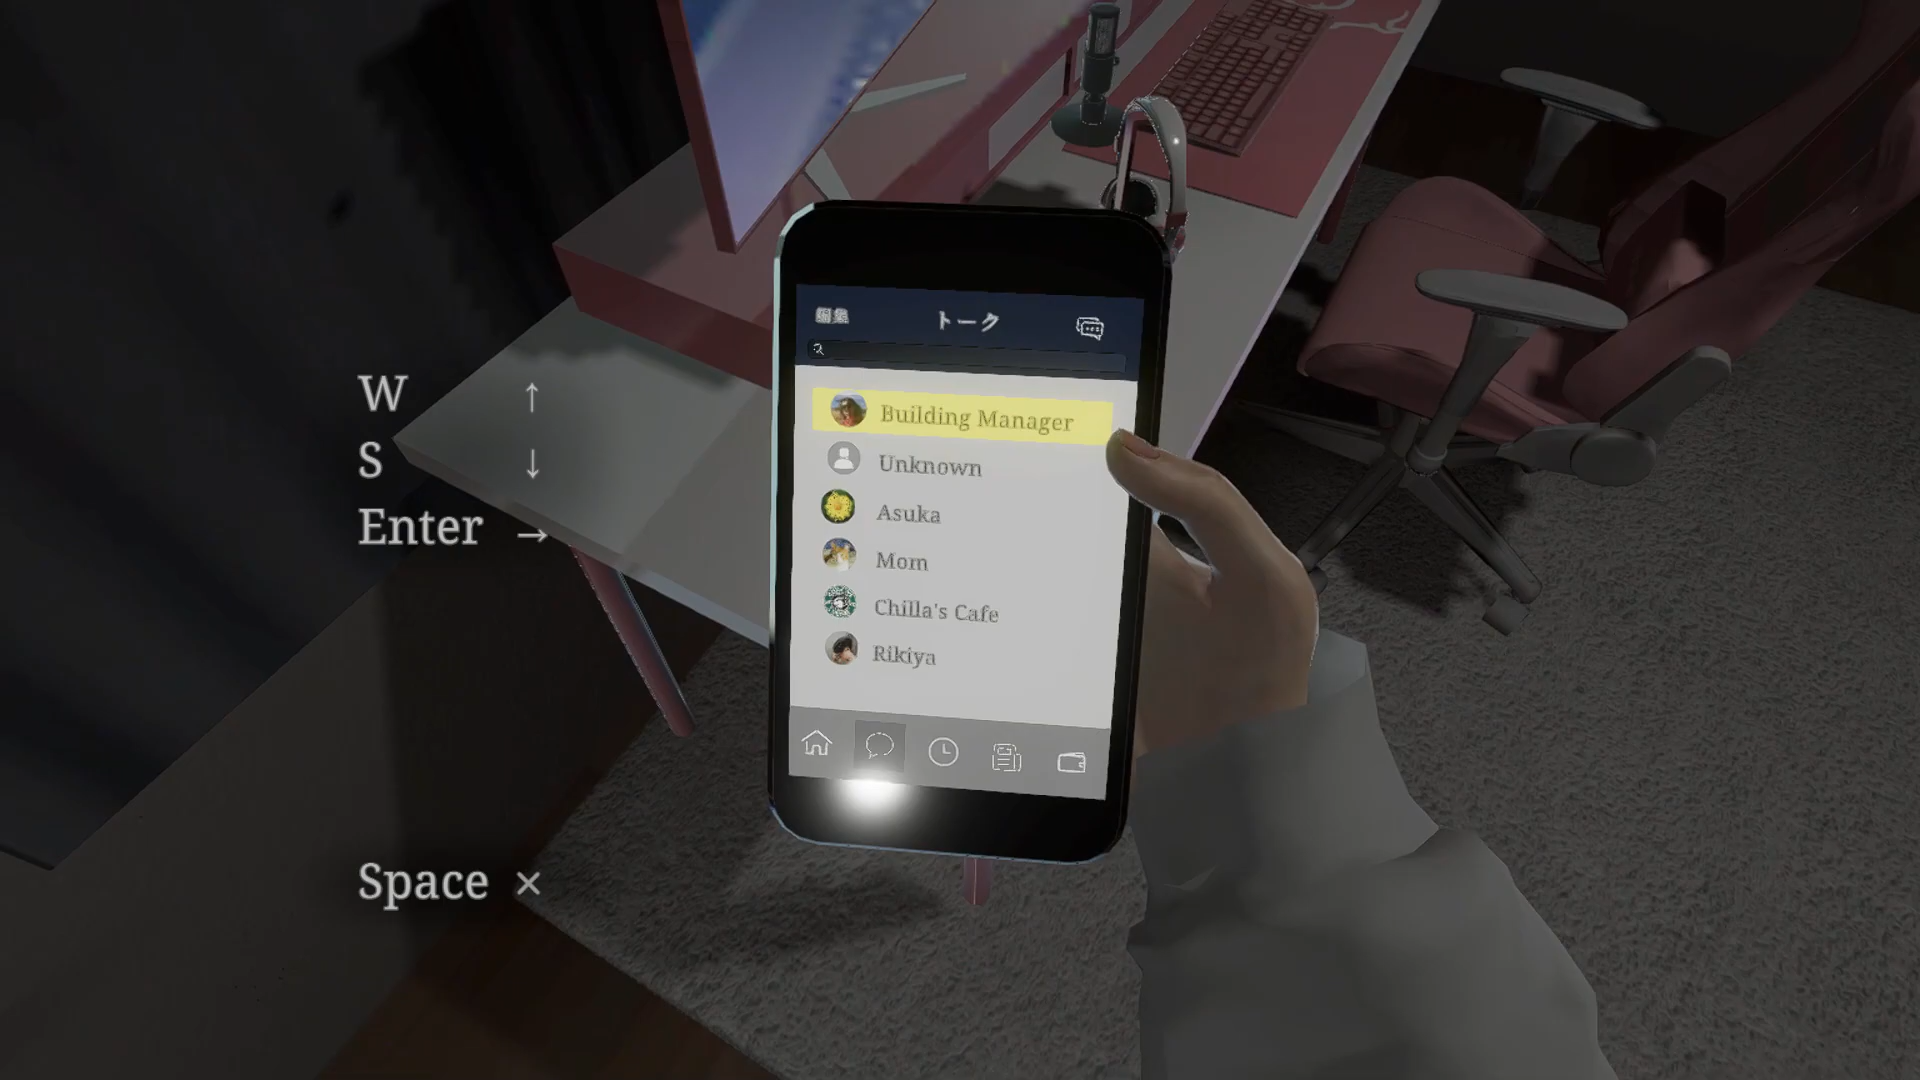 編集
トーク
Building Manager
Unknown
Asuka
Mom
Chilla's Cafe
Rikiya
W ↑
S ↓
Enter →
Space ×